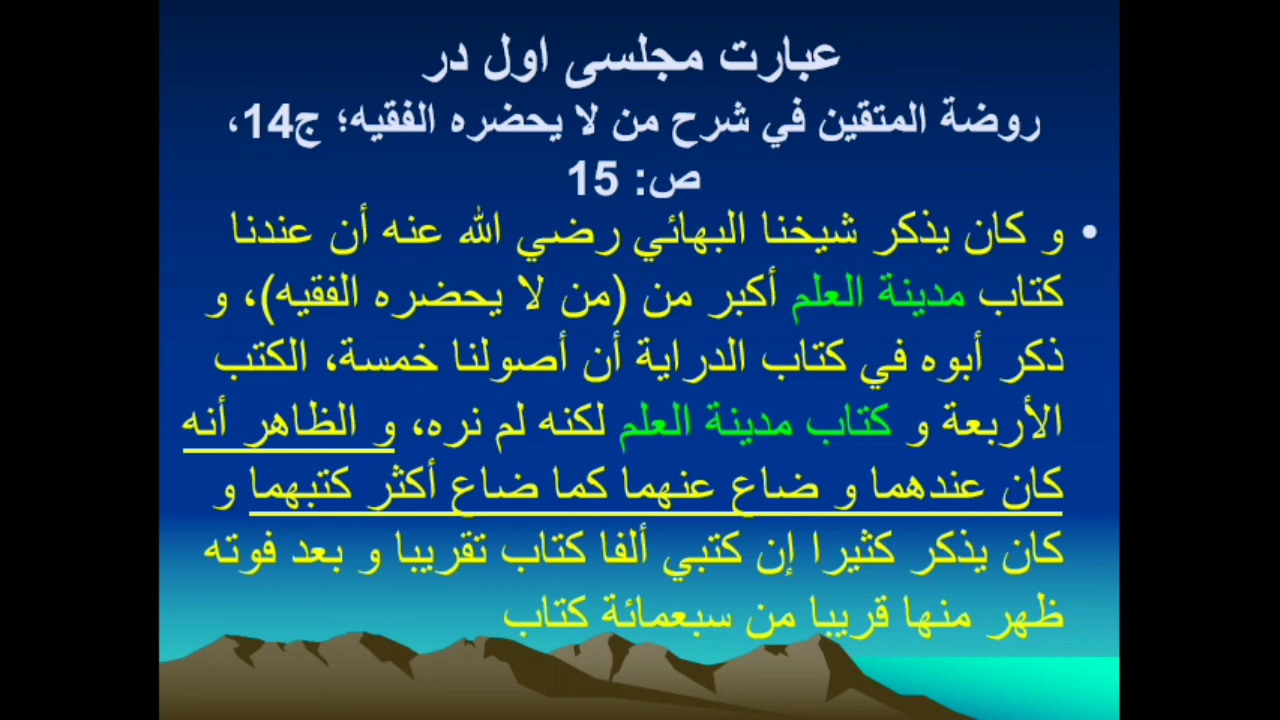 عبارت مجلسی اول در
روضة المتقين في شرح من لا يحضره الفقيه؛ ج14،
ص: 15
• و كان يذكر شيخنا البهائي رضي الله عنه أن عندنا
كتاب مدينة العلم أكبر من (من لا يحضره الفقيه)، و
ذكر أبوه في كتاب الدراية أن أصولنا خمسة، الكتب
الأربعة و كتاب مدينة العلم لكنه لم نره، و الظاهر أنه
كان عندهما و ضاع عنهما كما ضاع أكثر كتبهما و
كان يذكر كثيرا إن كتبي ألفا كتاب تقريبا و بعد فوته
ظهر منها قريبا من سبعمائة كتاب